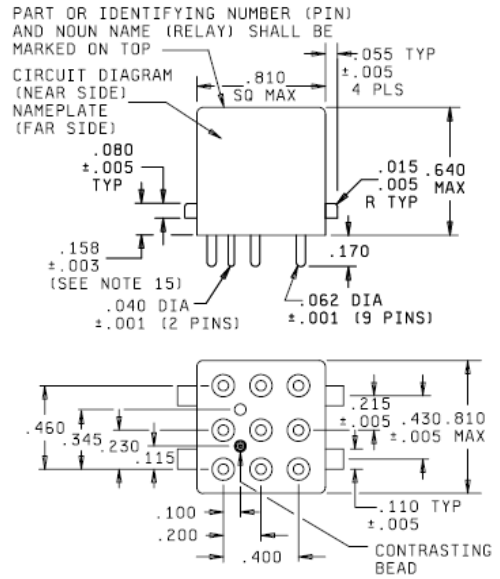 PART OR IDENTIFYING NUMBER (PIN)
AND NOUN NAME (RELAY) SHALL BE
MARKED ON TOP
CIRCUIT DIAGRAM
(NEAR SIDE)
NAMEPLATE
(FAR SIDE)
.810
SQ MAX
.055 TYP
±.005
4 PLS
.080
±.005
TYP
.015
.005
R TYP
.640
MAX
.158
±.003
(SEE NOTE 15)
.170
.040 DIA
±.001 (2 PINS)
.062 DIA
±.001 (9 PINS)
.460
.345
.230
.115
.215
±.005
.430
±.005
.810
MAX
.100
.200
.400
.110 TYP
±.005
CONTRASTING
BEAD